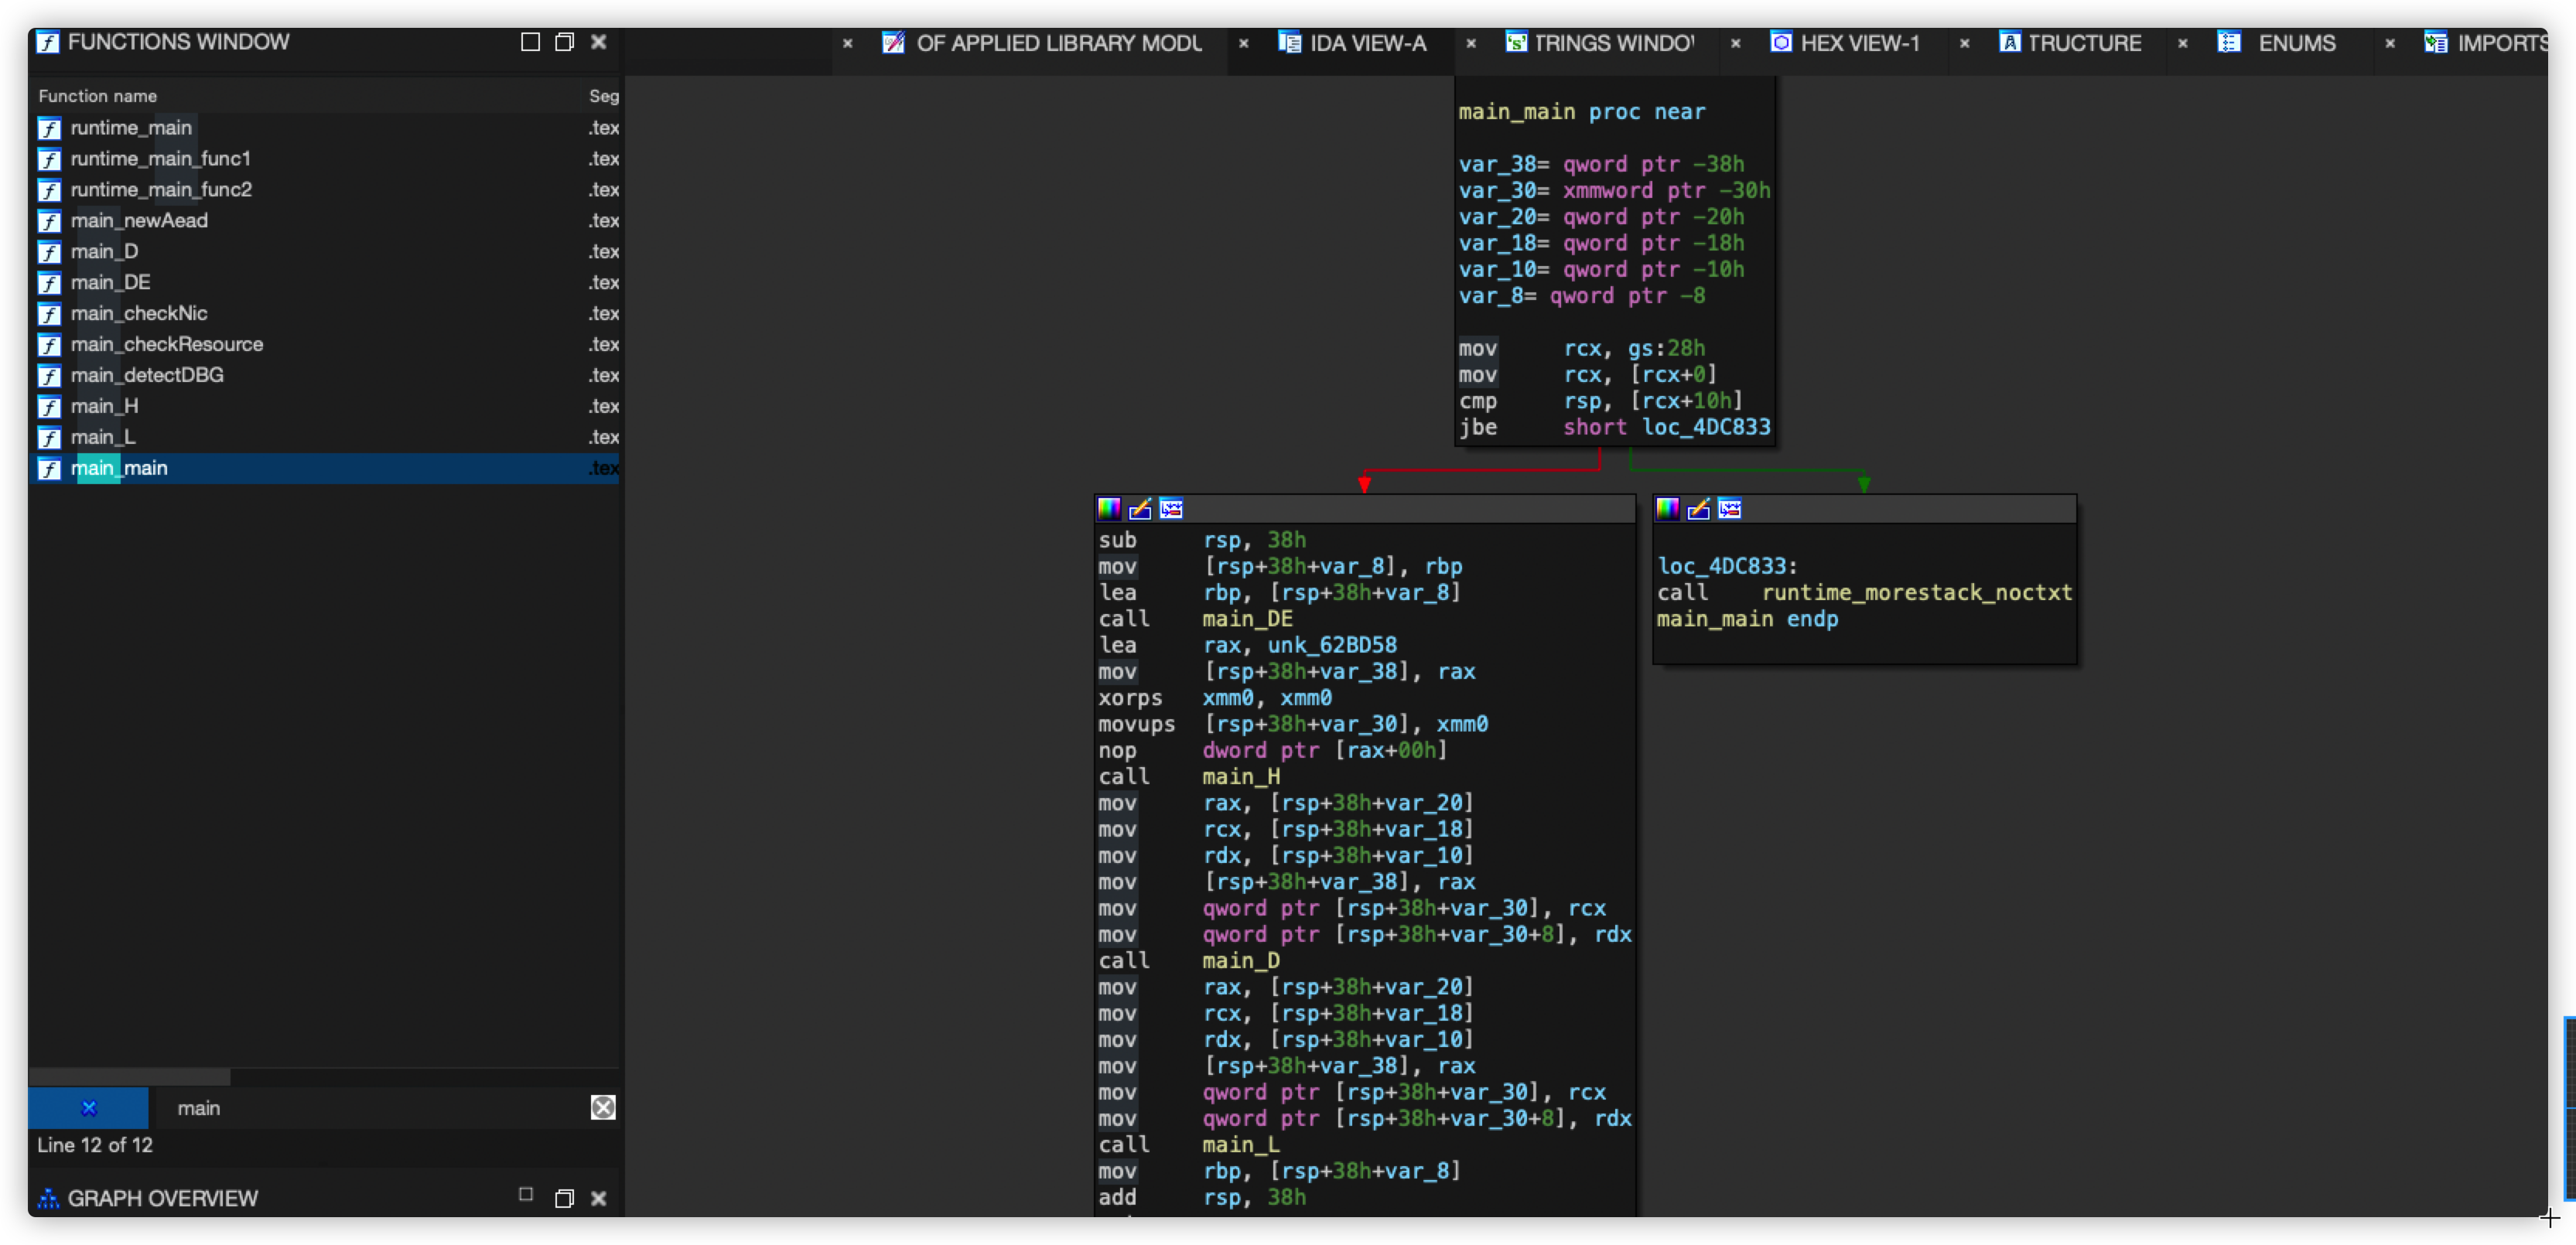 FUNCTIONS WINDOW
OF APPLIED LIBRARY MODU
IDA VIEW-A
TRINGS WINDO
HEX VIEW-1
TRUCTURE
ENUMS
IMPORTS
Function name Seg
runtime_main .tex
runtime_main_func1 .tex
runtime_main_func2 .tex
main_newAead .tex
main_D .tex
main_DE .tex
main_checkNic .tex
main_checkResource .tex
main_detectDBG .tex
main_H .tex
main_L .tex
main_main .tex
main
Line 12 of 12
GRAPH OVERVIEW
main_main proc near
var_38= qword ptr -38h
var_30= xmmword ptr -30h
var_20= qword ptr -20h
var_18= qword ptr -18h
var_10= qword ptr -10h
var_8= qword ptr -8
mov rcx, gs:28h
mov rcx, [rcx+0]
cmp rsp, [rcx+10h]
jbe short loc_4DC833
sub rsp, 38h
mov [rsp+38h+var_8], rbp
lea rbp, [rsp+38h+var_8]
call main_DE
lea rax, unk_62BD58
mov [rsp+38h+var_38], rax
xorps xmm0, xmm0
movups [rsp+38h+var_30], xmm0
nop dword ptr [rax+00h]
call main_H
mov rax, [rsp+38h+var_20]
mov rcx, [rsp+38h+var_18]
mov rdx, [rsp+38h+var_10]
mov [rsp+38h+var_38], rax
mov qword ptr [rsp+38h+var_30], rcx
mov qword ptr [rsp+38h+var_30+8], rdx
call main_D
mov rax, [rsp+38h+var_20]
mov rcx, [rsp+38h+var_18]
mov rdx, [rsp+38h+var_10]
mov [rsp+38h+var_38], rax
mov qword ptr [rsp+38h+var_30], rcx
mov qword ptr [rsp+38h+var_30+8], rdx
call main_L
mov rbp, [rsp+38h+var_8]
add rsp, 38h
loc_4DC833:
call runtime_morestack_noctxt
main_main endp